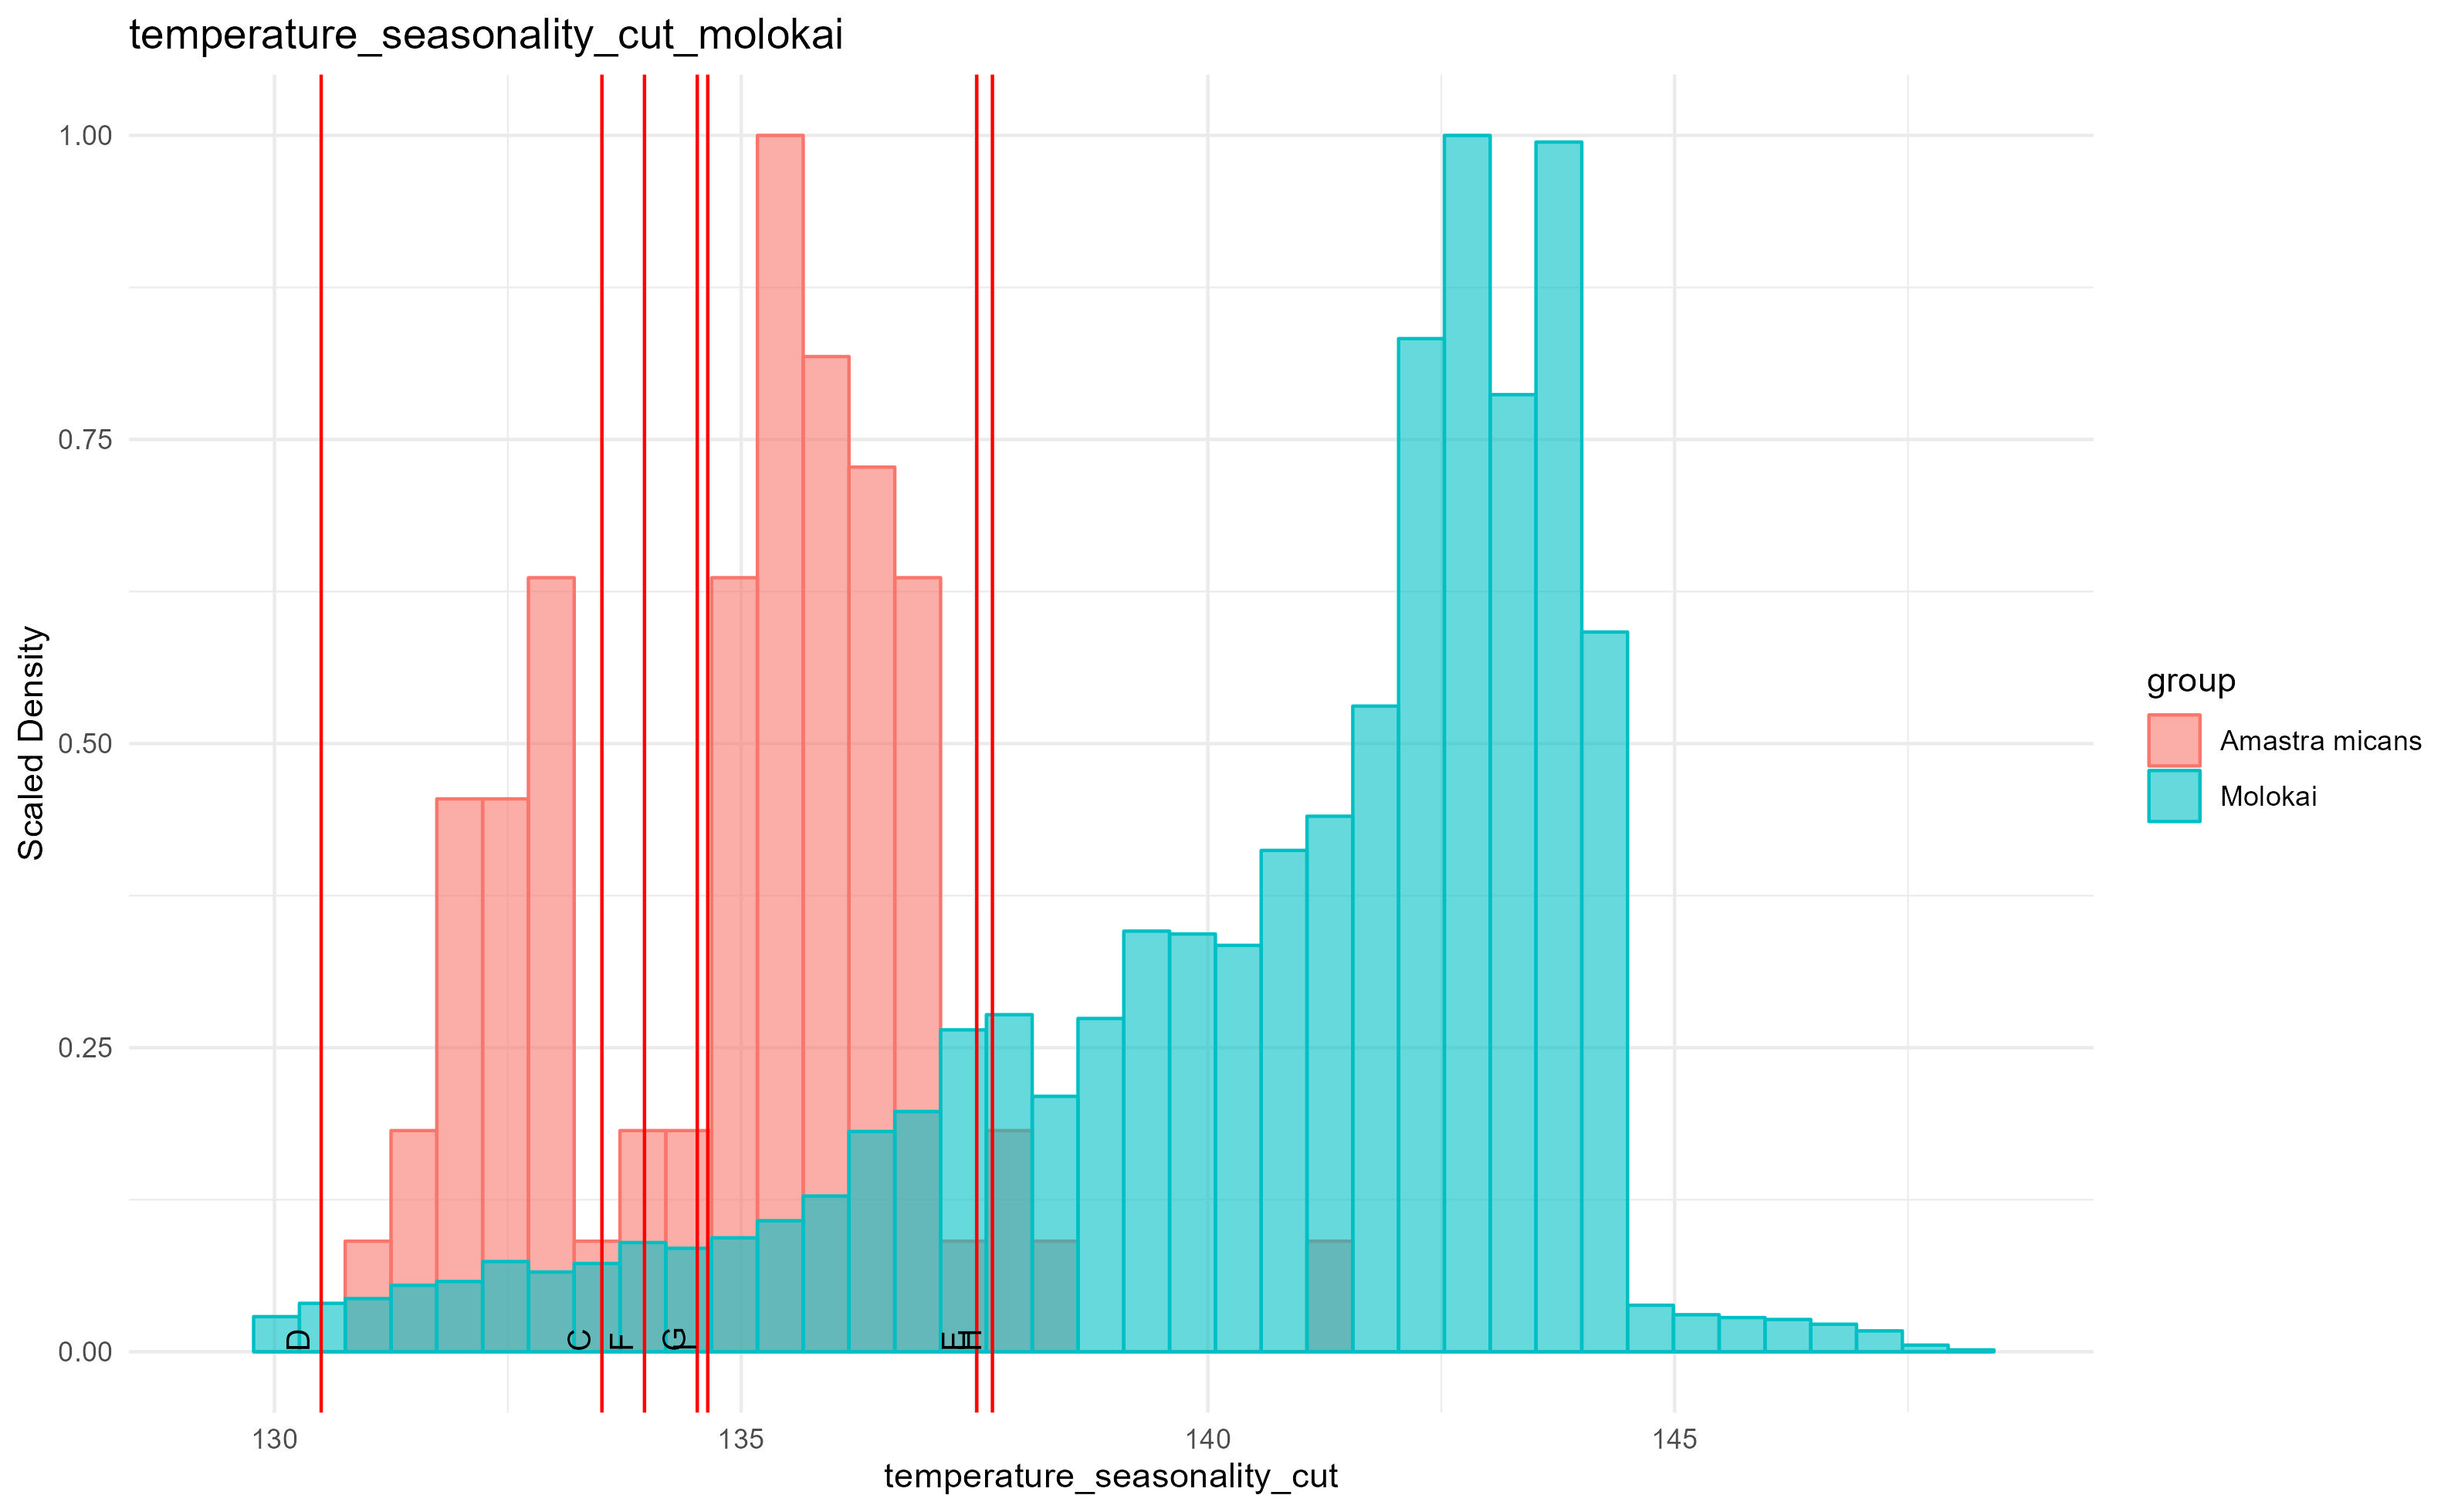 temperature_seasonality_cut_molokai
1.00
0.75
0.50
0.25
0.00
Scaled Density
D
C
F
G
I
E
H
130
135
140
145
temperature_seasonality_cut
group
Amastra micans
Molokai